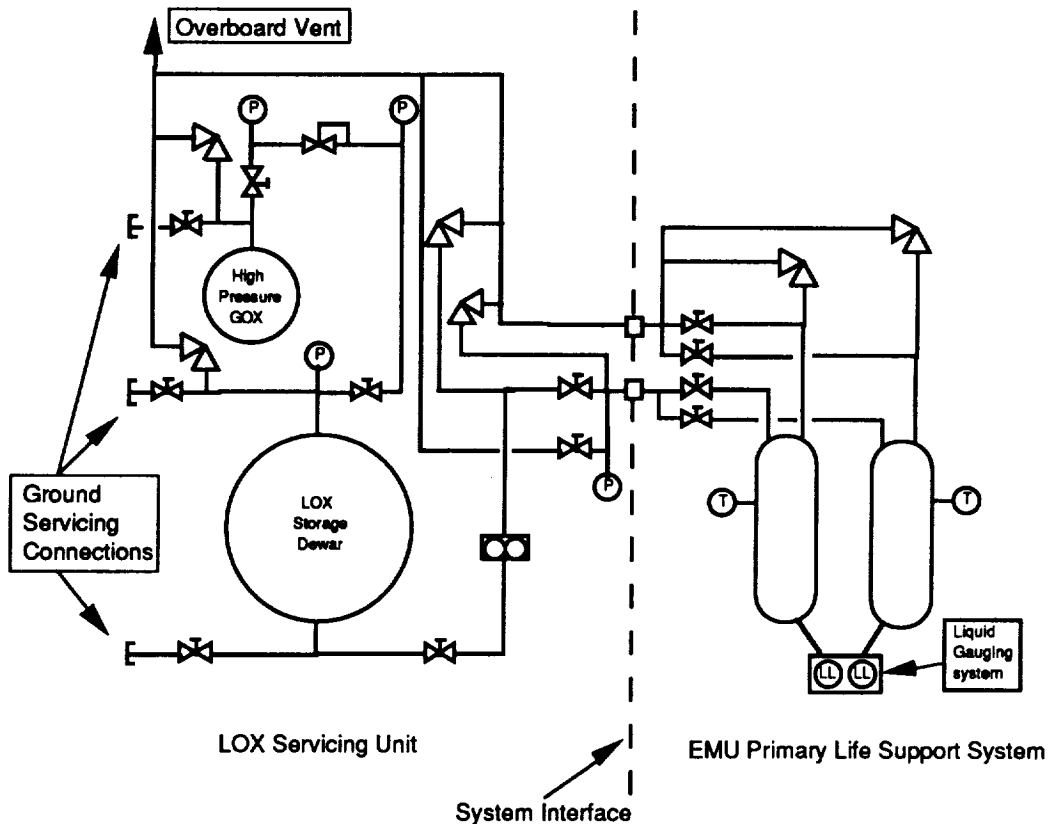 Overboard Vent
P
P
High
Pressure
GOX
P
LOX
Storage
Dewar
P
Ground
Servicing
Connections
T
T
Liquid
Gauging
system
LL
LL
LOX Servicing Unit
EMU Primary Life Support System
System Interface